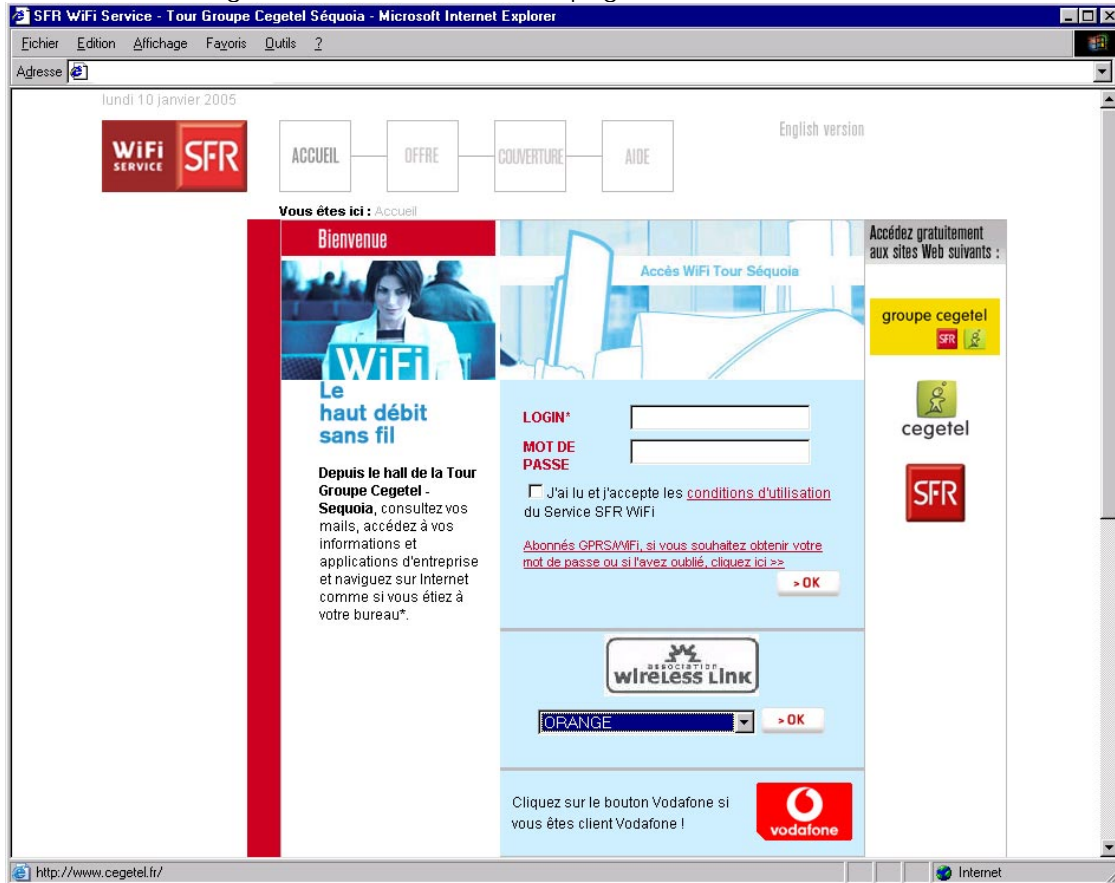 SFR WiFi Service - Tour Groupe Cegetel Séquoia - Microsoft Internet Explorer
Fichier Edition Affichage Favoris Outils ?
Adresse
lundi 10 janvier 2005
WiFi SERVICE SFR
ACCUEIL OFFRE COUVERTURE AIDE
English version
Vous êtes ici : Accueil
Bienvenue
WiFi
Le
haut débit
sans fil
Depuis le hall de la Tour
Groupe Cegetel -
Sequoia, consultez vos
mails, accédez à vos
informations et
applications d'entreprise
et naviguez sur Internet
comme si vous étiez à
votre bureau*.
Accès WiFi Tour Séquoia
LOGIN*
MOT DE
PASSE
J'ai lu et j'accepte les conditions d'utilisation
du Service SFR WiFi
Abonnés GPRS/WiFi, si vous souhaitez obtenir votre
mot de passe ou si l'avez oublié, cliquez ici >>
> OK
ASSOCIATION
wireless Link
ORANGE
> OK
Cliquez sur le bouton Vodafone si
vous êtes client Vodafone !
vodafone
Accédez gratuitement
aux sites Web suivants :
groupe cegetel
SFR
cegetel
SFR
http://www.cegetel.fr/
Internet